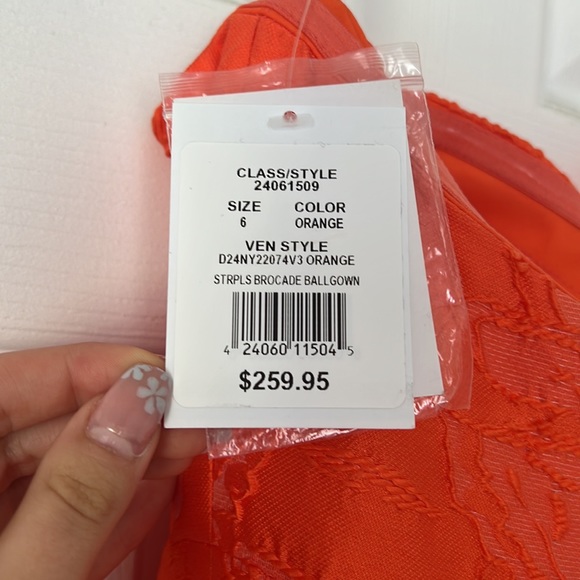 CLASS/STYLE
24061509
SIZE COLOR
6 ORANGE
VEN STYLE
D24NY22074V3 ORANGE
STRPLS BROCADE BALLGOWN
4 24060 11504 5
$259.95